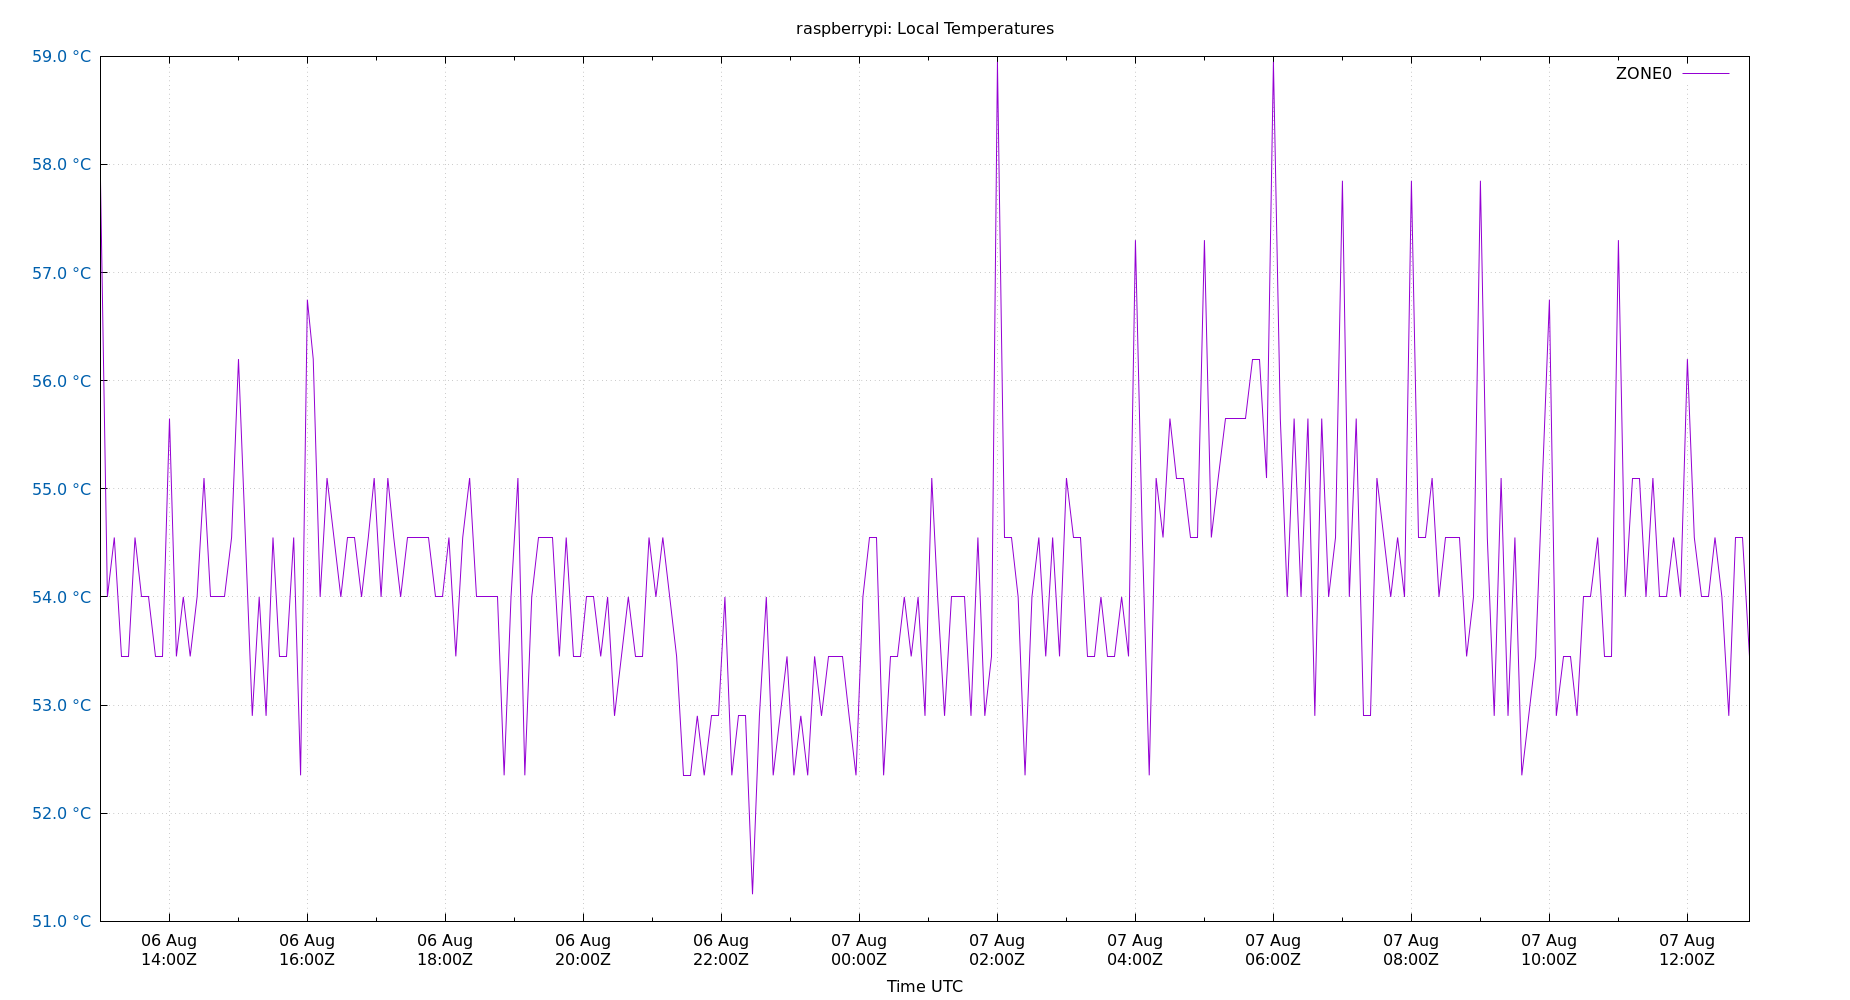 raspberrypi: Local Temperatures
59.0 °C
ZONE0
58.0 °C
57.0 °C
56.0 °C
55.0 °C
54.0 °C
53.0 °C
52.0 °C
51.0 °C
06 Aug 06 Aug 06 Aug 06 Aug 06 Aug 07 Aug 07 Aug 07 Aug 07 Aug 07 Aug 07 Aug 07 Aug
14:00Z 16:00Z 18:00Z 20:00Z 22:00Z 00:00Z 02:00Z 04:00Z 06:00Z 08:00Z 10:00Z 12:00Z
Time UTC